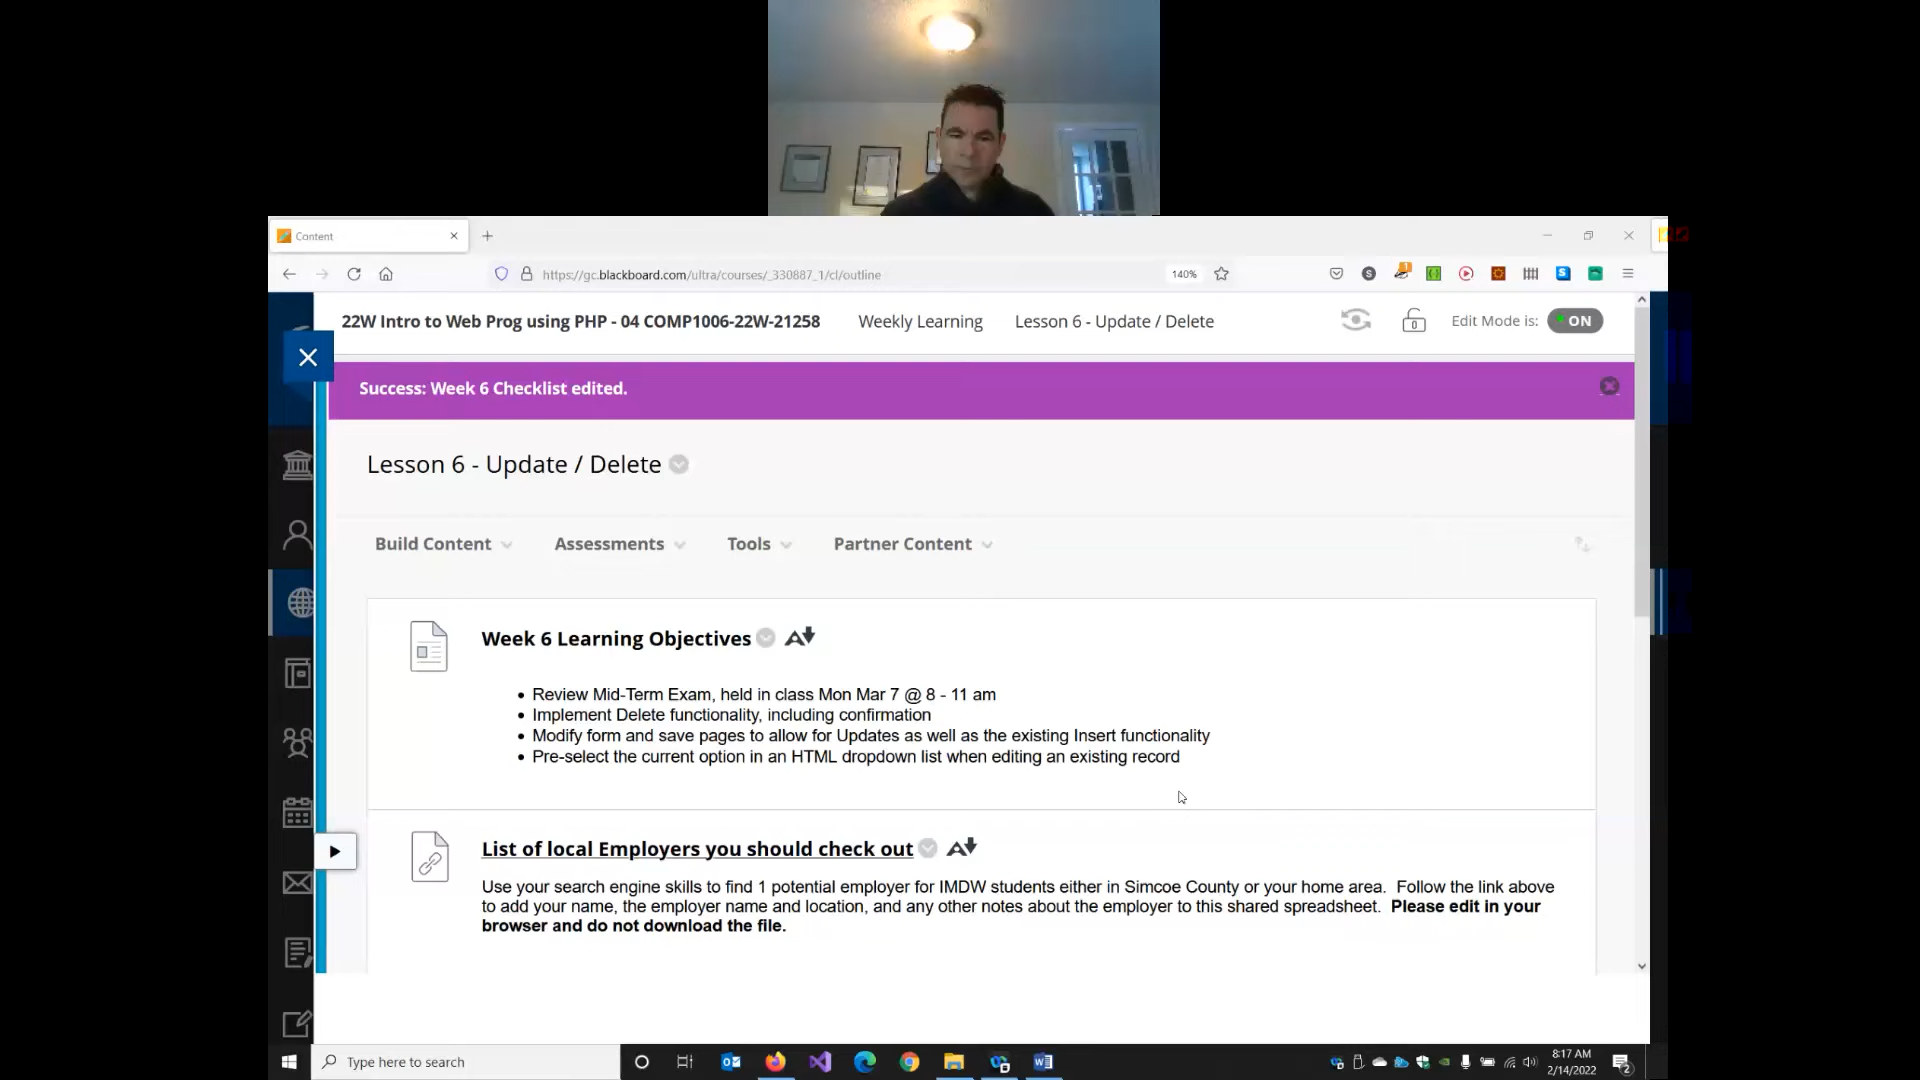 Content
https://gc.blackboard.com/ultra/courses/_330887_1/cl/outline
140%
22W Intro to Web Prog using PHP - 04 COMP1006-22W-21258
Weekly Learning
Lesson 6 - Update / Delete
Edit Mode is:
ON
Success: Week 6 Checklist edited.
Lesson 6 - Update / Delete
Build Content
Assessments
Tools
Partner Content
Week 6 Learning Objectives
• Review Mid-Term Exam, held in class Mon Mar 7 @ 8 - 11 am
• Implement Delete functionality, including confirmation
• Modify form and save pages to allow for Updates as well as the existing Insert functionality
• Pre-select the current option in an HTML dropdown list when editing an existing record
List of local Employers you should check out
Use your search engine skills to find 1 potential employer for IMDW students either in Simcoe County or your home area. Follow the link above
to add your name, the employer name and location, and any other notes about the employer to this shared spreadsheet. Please edit in your
browser and do not download the file.
Type here to search
8:17 AM
2/14/2022
2